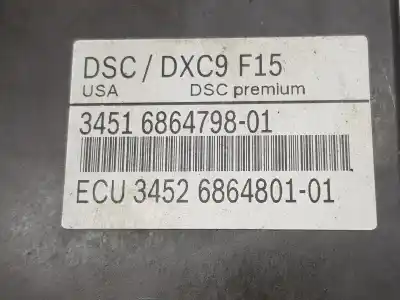 DSC / DXC9 F15
USA DSC premium
3451 6864798-01
ECU 3452 6864801-01